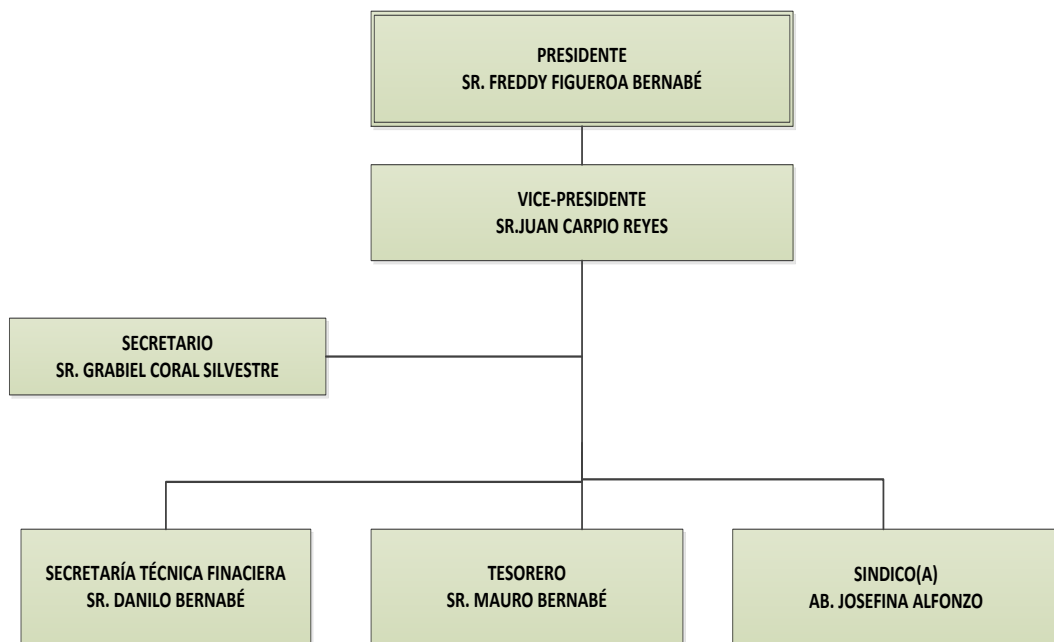 PRESIDENTE
SR. FREDDY FIGUEROA BERNABÉ
VICE-PRESIDENTE
SR.JUAN CARPIO REYES
SECRETARIO
SR. GRABIEL CORAL SILVESTRE
SECRETARÍA TÉCNICA FINACIERA
SR. DANILO BERNABÉ
TESORERO
SR. MAURO BERNABÉ
SINDICO(A)
AB. JOSEFINA ALFONZO